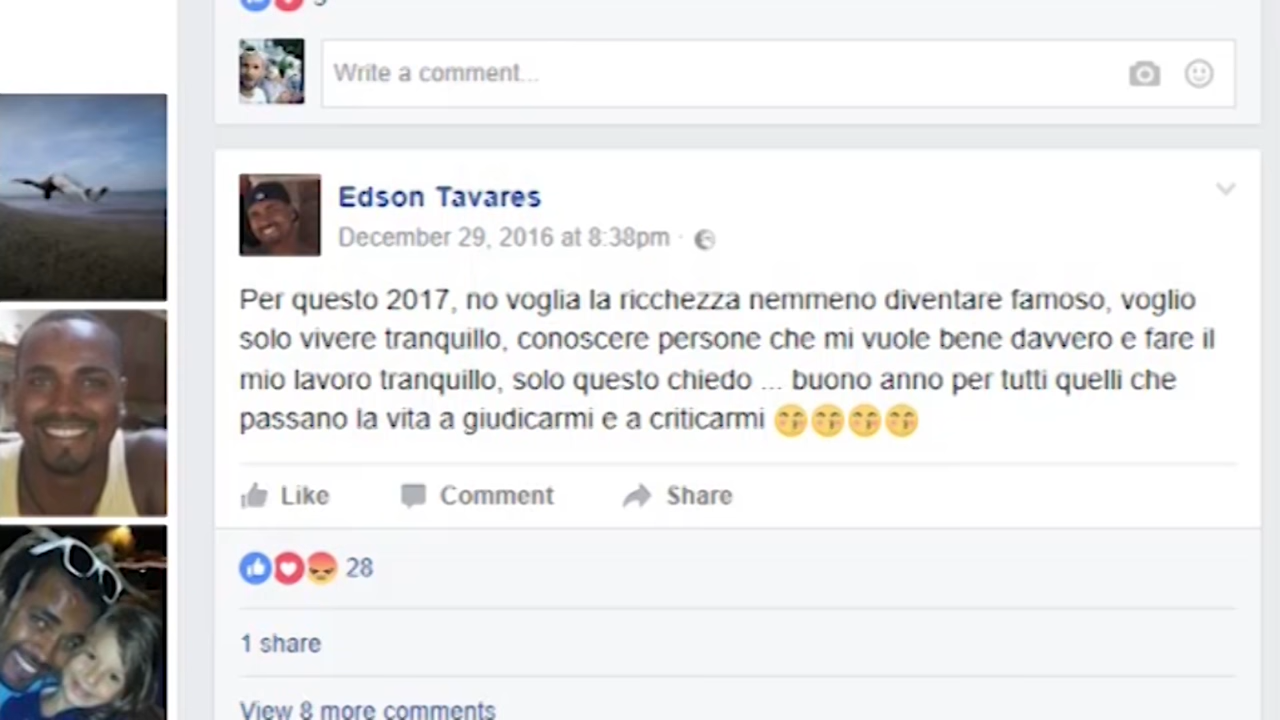 Write a comment...
Edson Tavares
December 29, 2016 at 8:38pm ·
Per questo 2017, no voglia la ricchezza nemmeno diventare famoso, voglio
solo vivere tranquillo, conoscere persone che mi vuole bene davvero e fare il
mio lavoro tranquillo, solo questo chiedo ... buono anno per tutti quelli che
passano la vita a giudicarmi e a criticarmi 😙😙😙😙
Like Comment Share
28
1 share
View 8 more comments